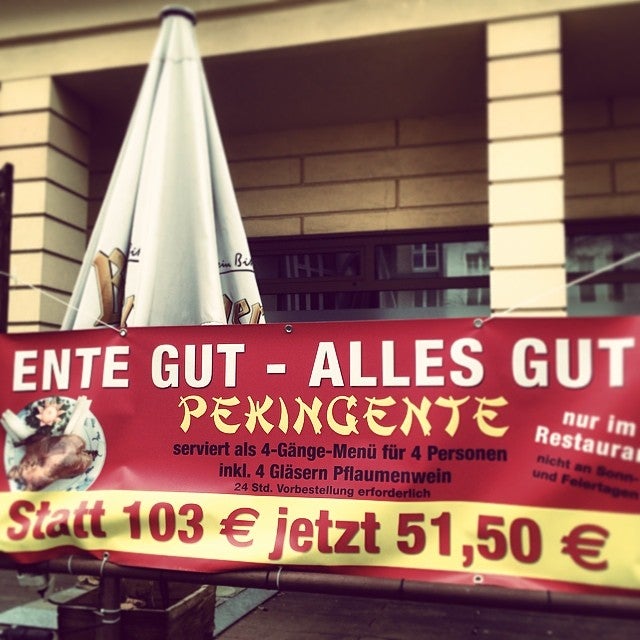 ENTE GUT - ALLES GUT
PEKINGENTE
serviert als 4-Gänge-Menü für 4 Personen
inkl. 4 Gläsern Pflaumenwein
24 Std. Vorbestellung erforderlich
nur im
Restaura
nicht an Sonn-
und Feiertagen
Statt 103 € jetzt 51,50 €